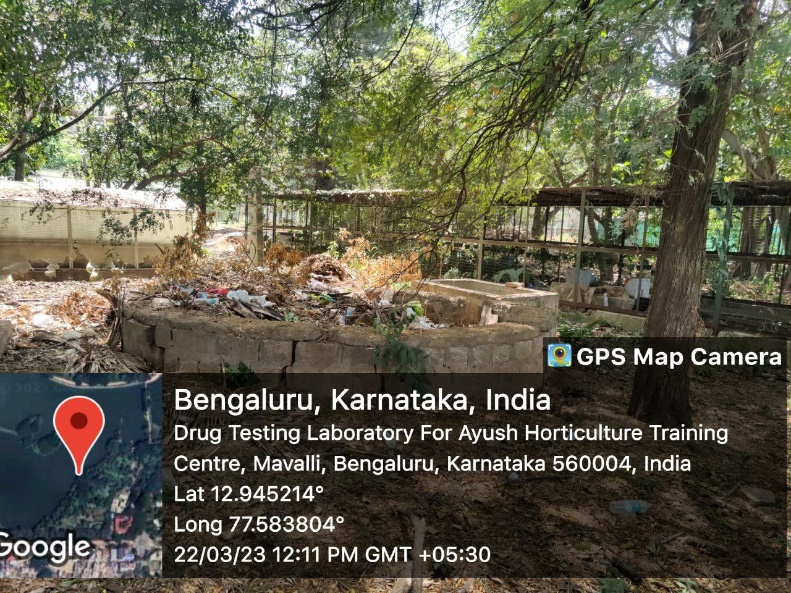 GPS Map Camera
Bengaluru, Karnataka, India
Drug Testing Laboratory For Ayush Horticulture Training
Centre, Mavalli, Bengaluru, Karnataka 560004, India
Lat 12.945214°
Long 77.583804°
22/03/23 12:11 PM GMT +05:30
Google